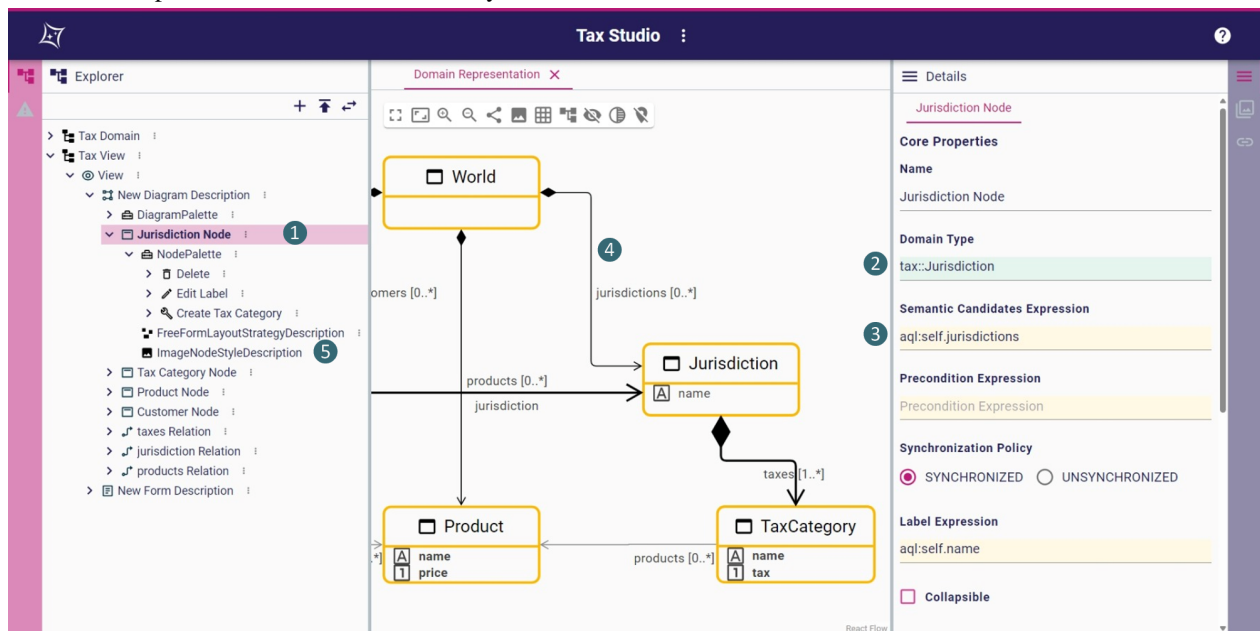 Tax Studio
Explorer
Tax Domain
Tax View
View
New Diagram Description
DiagramPalette
Jurisdiction Node 1
NodePalette
Delete
Edit Label
Create Tax Category
FreeFormLayoutStrategyDescription
ImageNodeStyleDescription 5
Tax Category Node
Product Node
Customer Node
taxes Relation
jurisdiction Relation
products Relation
New Form Description
Domain Representation
World
4
omers [0..*]
jurisdictions [0..*]
Jurisdiction
A name
products [0..*]
jurisdiction
taxes [1..*]
Product
A name
1 price
.*]
products [0..*]
TaxCategory
A name
1 tax
React Flow
Details
Jurisdiction Node
Core Properties
Name
Jurisdiction Node
Domain Type
2 tax::Jurisdiction
Semantic Candidates Expression
3 aql:self.jurisdictions
Precondition Expression
Precondition Expression
Synchronization Policy
SYNCHRONIZED UNSYNCHRONIZED
Label Expression
aql:self.name
Collapsible